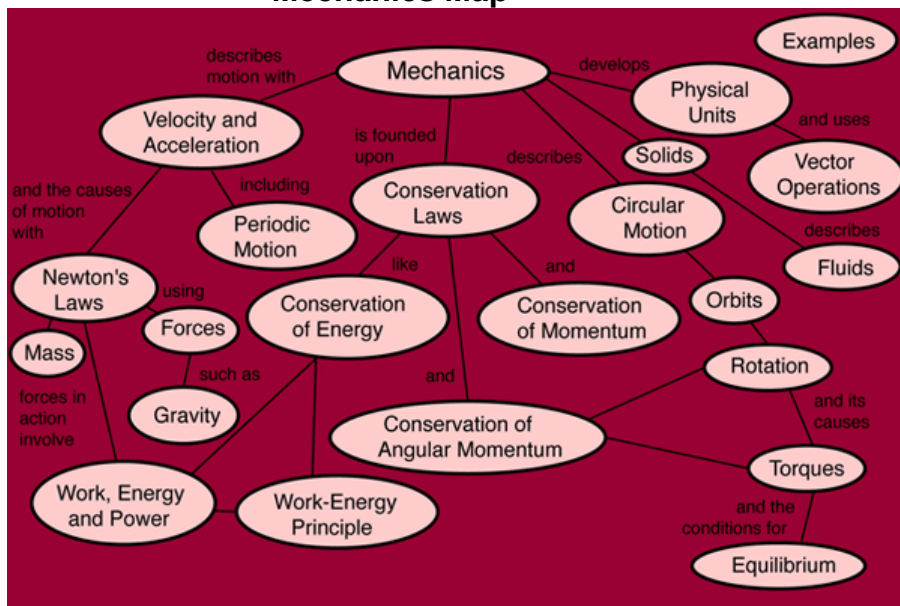 Mechanics Map
Examples
describes
motion with
Mechanics
develops
Physical
Units
and uses
Velocity and
Acceleration
is founded
upon
describes
Solids
Vector
Operations
and the causes
of motion
with
including
Periodic
Motion
Conservation
Laws
Circular
Motion
describes
Fluids
Newton's
Laws
using
like
and
Orbits
Mass
Forces
Conservation
of Energy
Conservation
of Momentum
Rotation
forces in
action
involve
such as
Gravity
and
and its
causes
Conservation of
Angular Momentum
Torques
Work, Energy
and Power
Work-Energy
Principle
and the
conditions for
Equilibrium